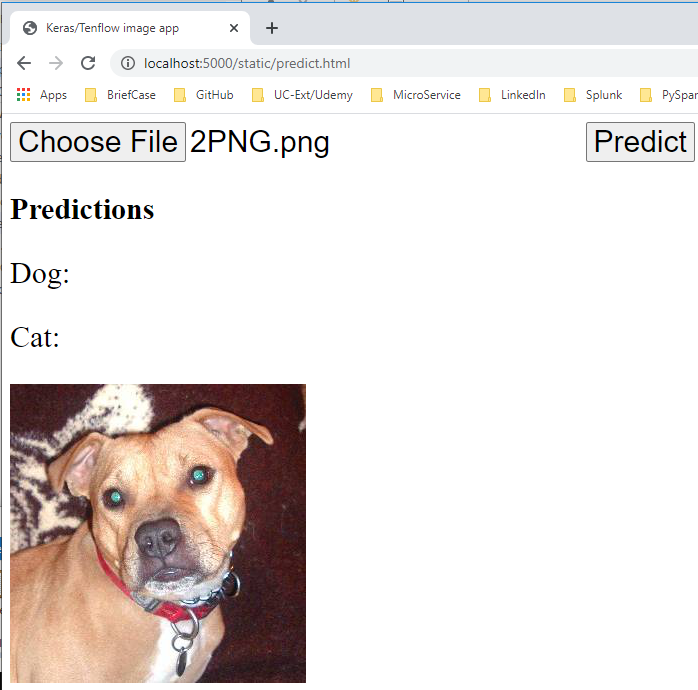 Keras/Tenflow image app
localhost:5000/static/predict.html
Apps BriefCase GitHub UC-Ext/Udemy MicroService LinkedIn Splunk PySpar
Choose File 2PNG.png Predict
Predictions
Dog:
Cat: